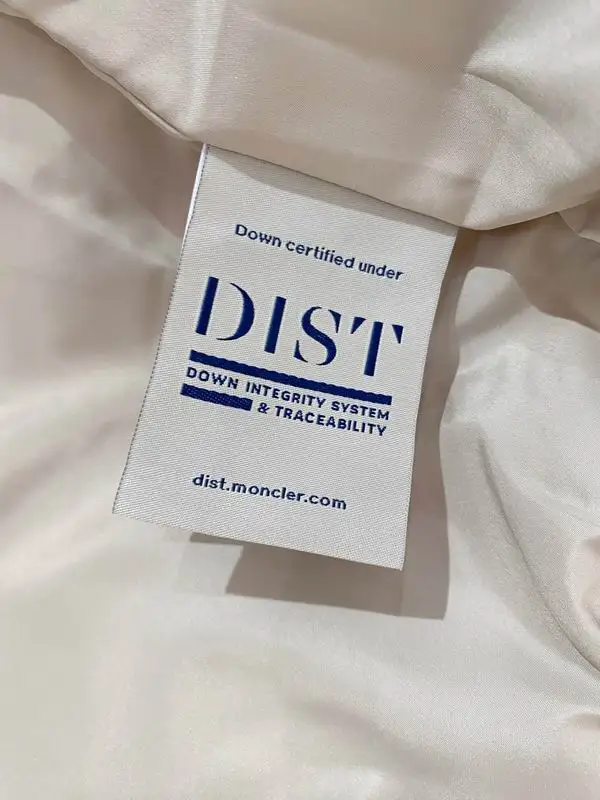 Down certified under
DIST
DOWN INTEGRITY SYSTEM
& TRACEABILITY
dist.moncler.com